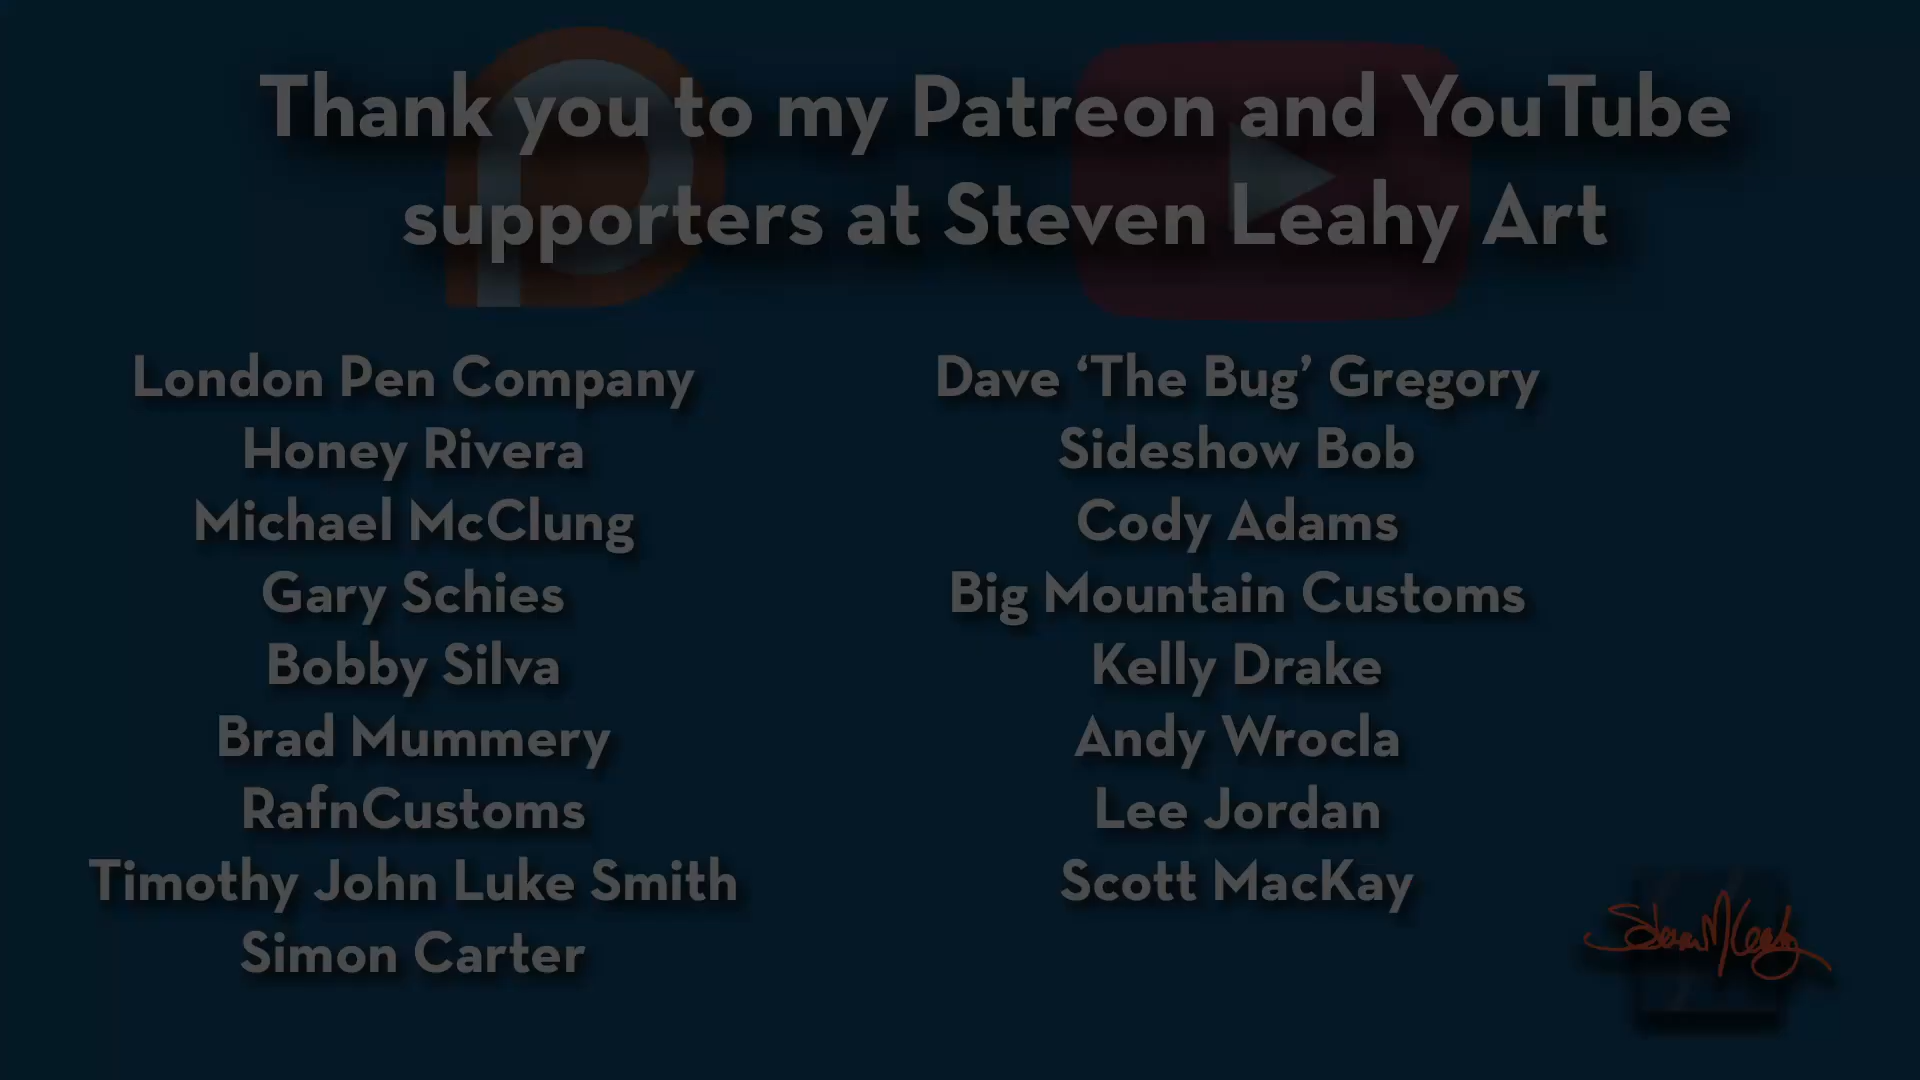 Thank you to my Patreon and YouTube
supporters at Steven Leahy Art
London Pen Company
Honey Rivera
Michael McClung
Gary Schies
Bobby Silva
Brad Mummery
RafnCustoms
Timothy John Luke Smith
Simon Carter
Dave ‘The Bug’ Gregory
Sideshow Bob
Cody Adams
Big Mountain Customs
Kelly Drake
Andy Wrocla
Lee Jordan
Scott MacKay